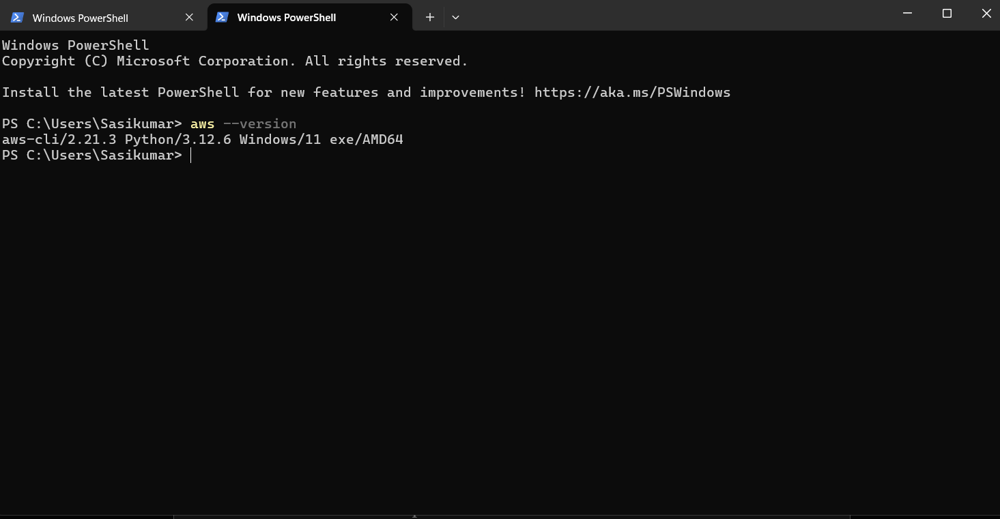 Windows PowerShell
Windows PowerShell
Windows PowerShell
Copyright (C) Microsoft Corporation. All rights reserved.
Install the latest PowerShell for new features and improvements! https://aka.ms/PSWindows
PS C:\Users\Sasikumar> aws --version
aws-cli/2.21.3 Python/3.12.6 Windows/11 exe/AMD64
PS C:\Users\Sasikumar>